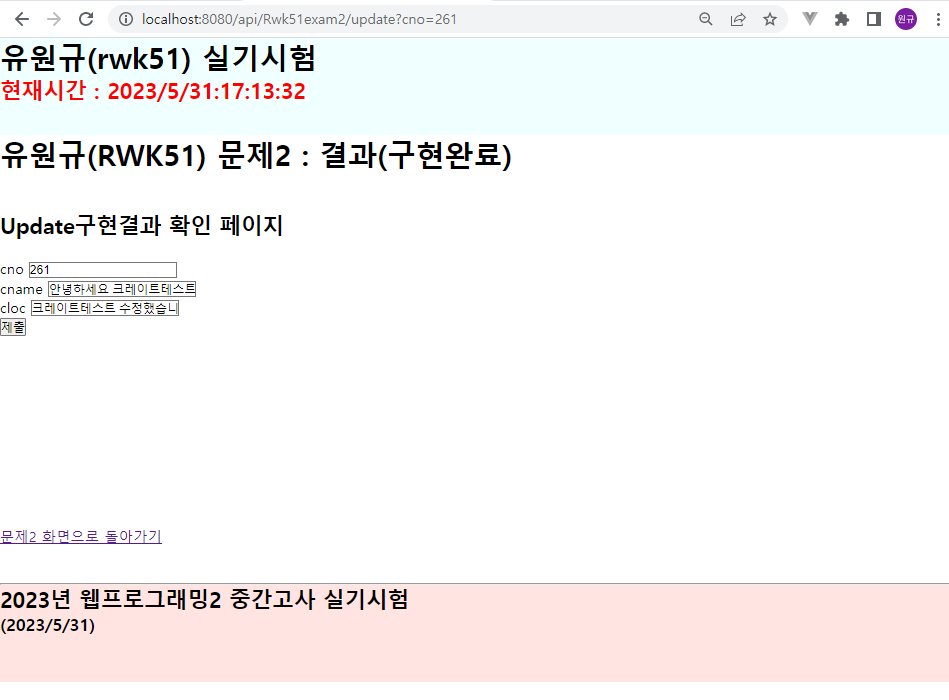 localhost:8080/api/Rwk51exam2/update?cno=261
원규
유원규(rwk51) 실기시험
현재시간 : 2023/5/31:17:13:32
유원규(RWK51) 문제2 : 결과(구현완료)
Update구현결과 확인 페이지
cno 261
cname 안녕하세요 크레이트테스트
cloc 크레이트테스트 수정했습니
제출
문제2 화면으로 돌아가기
2023년 웹프로그래밍2 중간고사 실기시험
(2023/5/31)